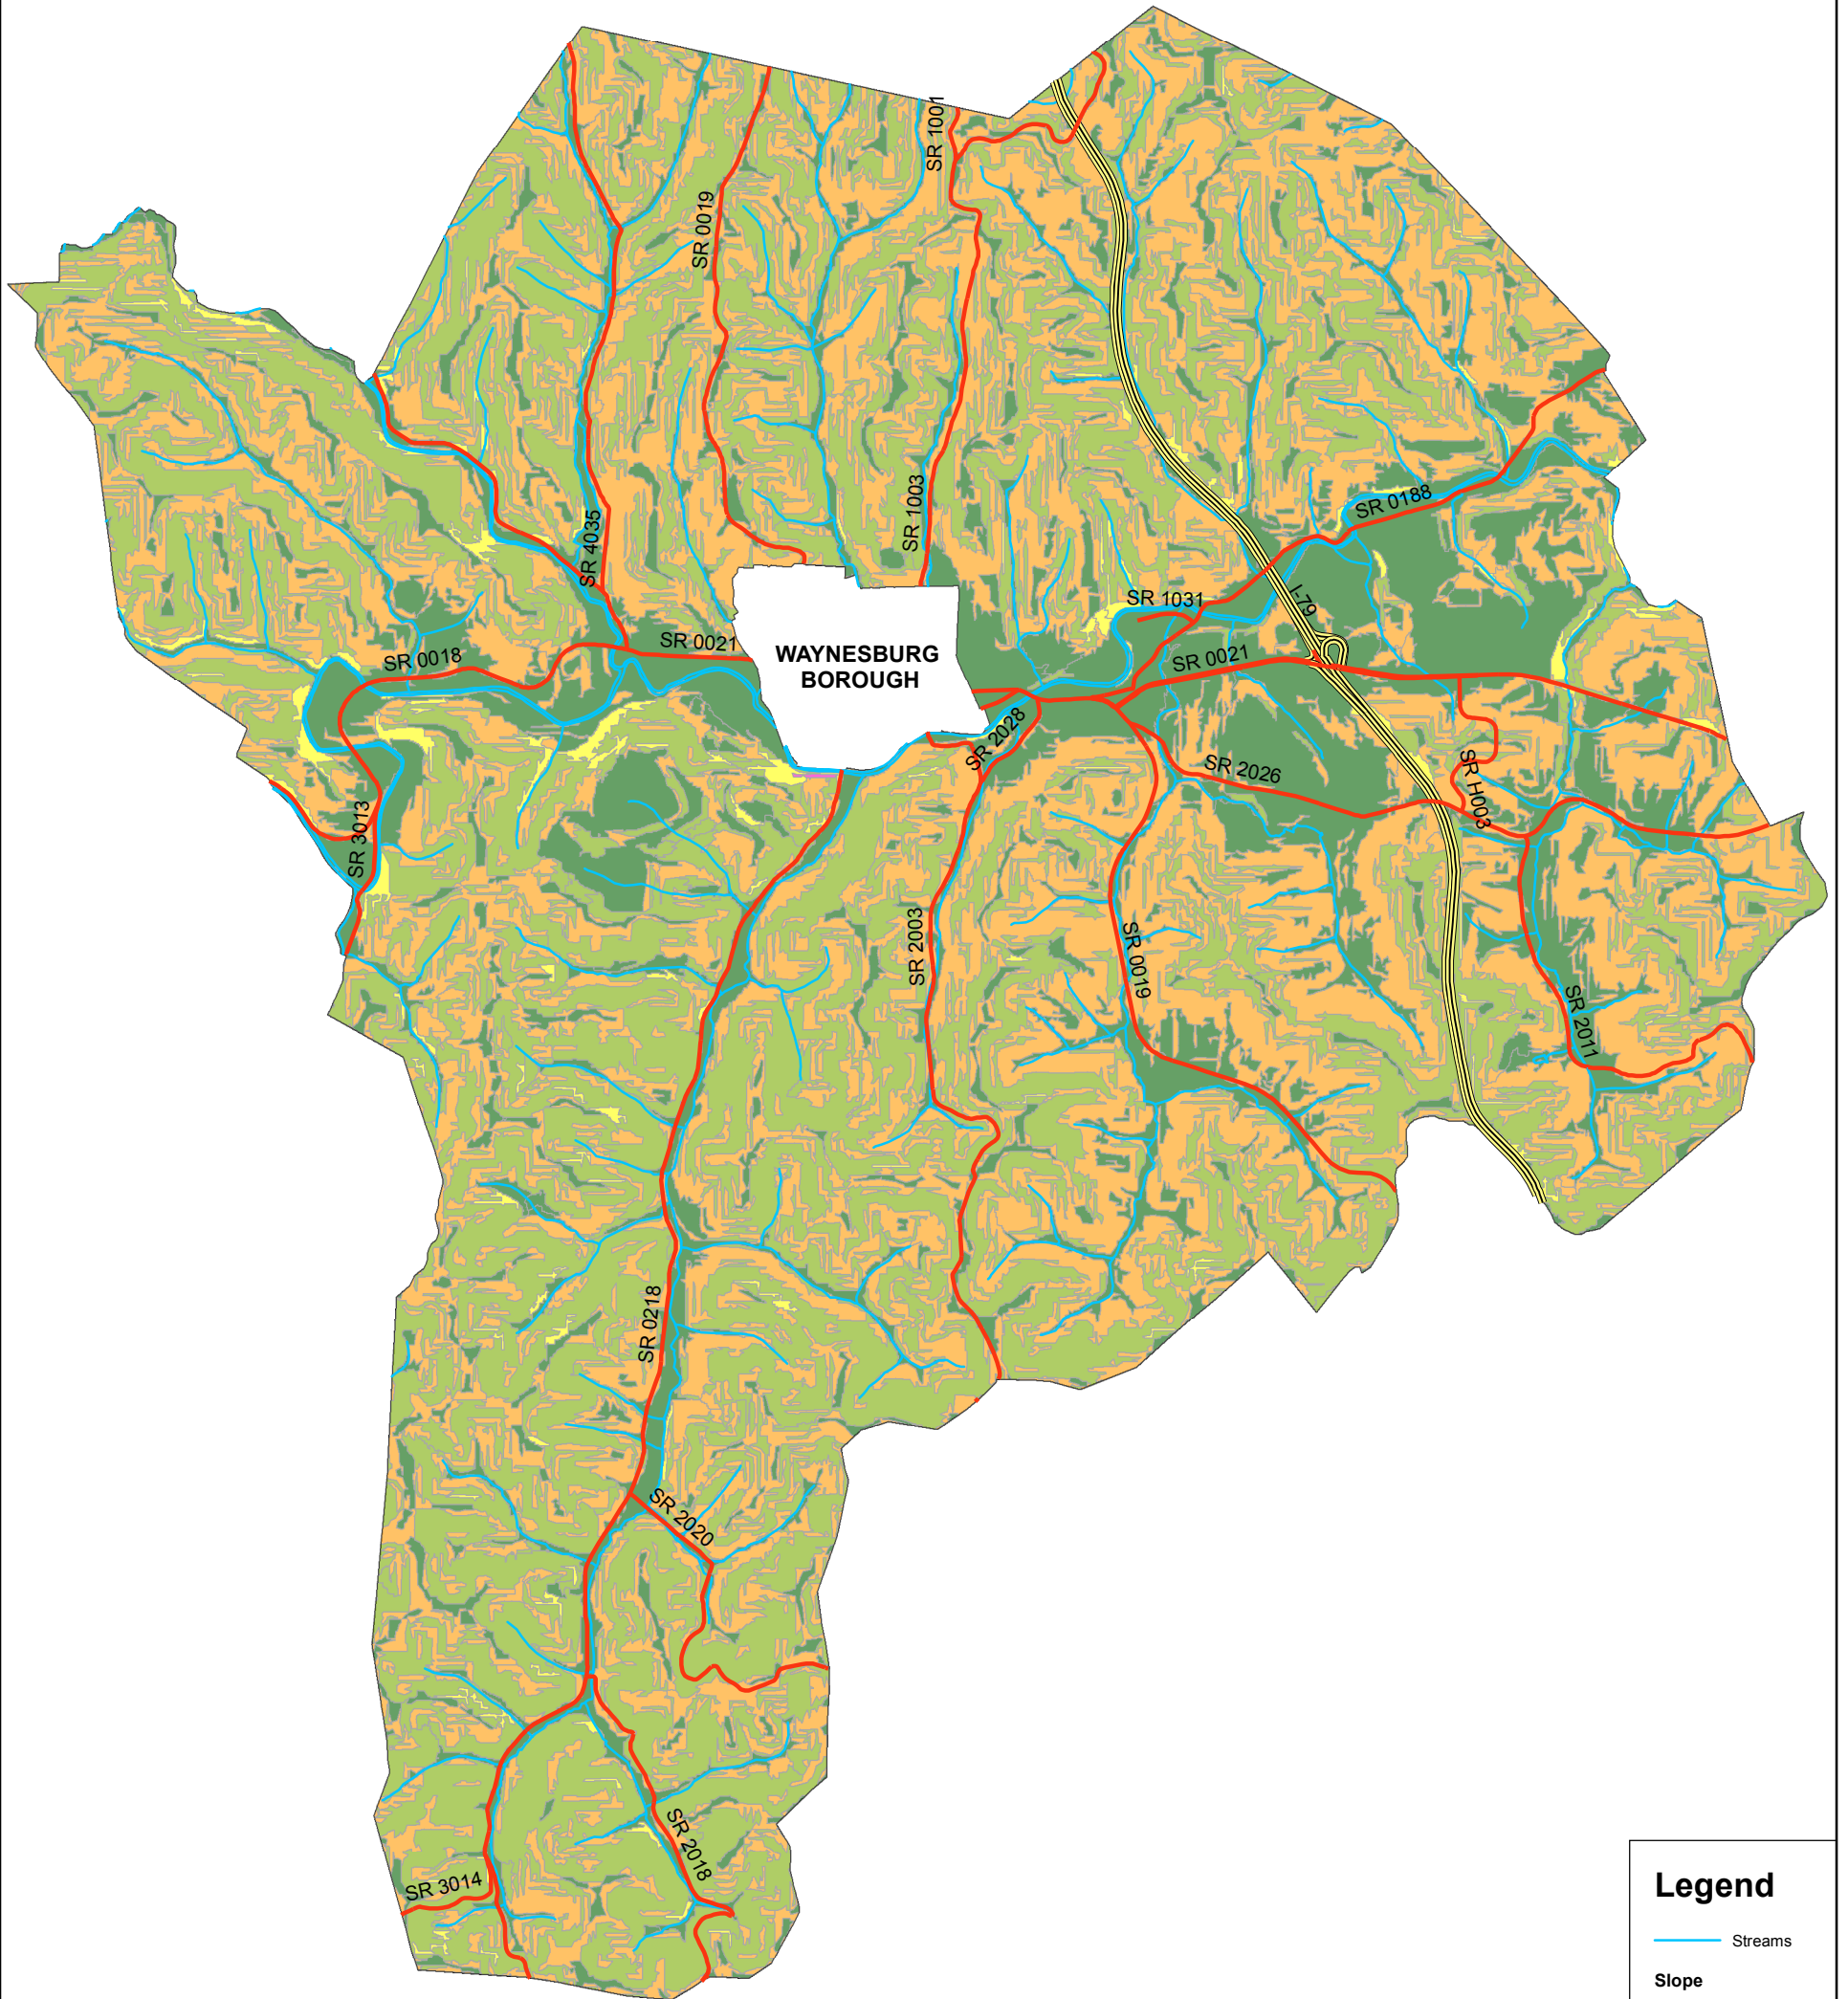 SR 1001
SR 0019
SR 1003
SR 4035
SR 0188
SR 1031
I-79
SR 0021
SR 0018
SR 0021
WAYNESBURG
BOROUGH
SR 2028
SR 2026
SR H003
SR 3013
SR 2003
SR 0019
SR 2011
SR 0218
SR 2020
SR 2018
SR 3014
Legend
Streams
Slope